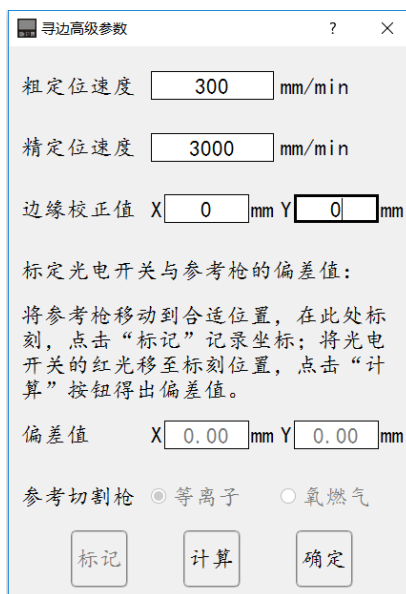 寻边高级参数 ? ×
粗定位速度 300 mm/min
精定位速度 3000 mm/min
边缘校正值 X 0 mm Y 0 mm
标定光电开关与参考枪的偏差值：
将参考枪移动到合适位置，在此处标
刻，点击“标记”记录坐标；将光电
开关的红光移至标刻位置，点击“计
算”按钮得出偏差值。
偏差值 X 0.00 mm Y 0.00 mm
参考切割枪 等离子 氧燃气
标记 计算 确定